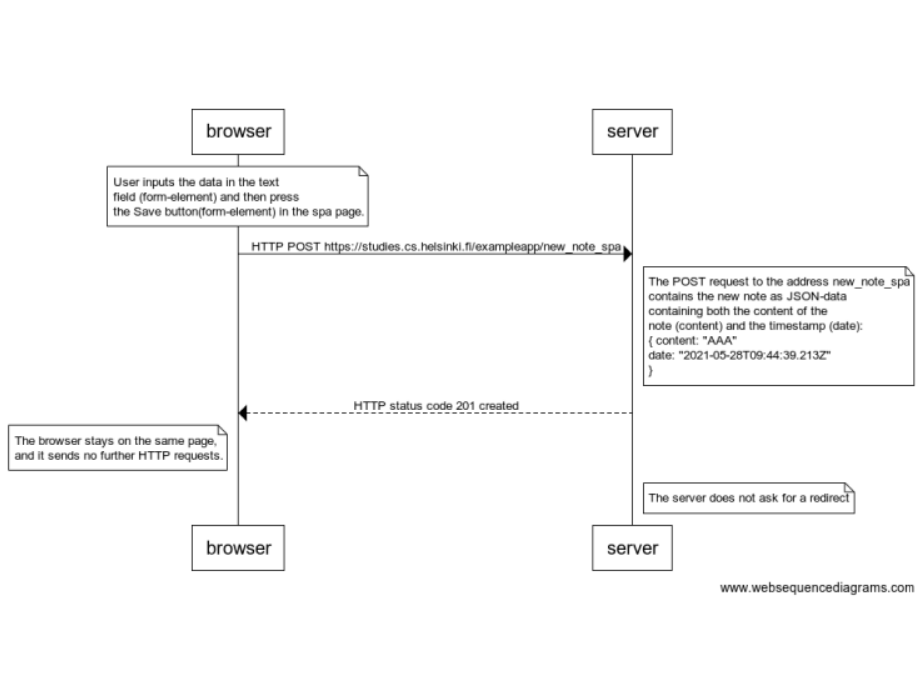 browser
server
User inputs the data in the text
field (form-element) and then press
the Save button(form-element) in the spa page.
HTTP POST https://studies.cs.helsinki.fi/exampleapp/new_note_spa
The POST request to the address new_note_spa
contains the new note as JSON-data
containing both the content of the
note (content) and the timestamp (date):
{ content: "AAA"
date: "2021-05-28T09:44:39.213Z"
}
HTTP status code 201 created
The browser stays on the same page,
and it sends no further HTTP requests.
The server does not ask for a redirect
browser
server
www.websequencediagrams.com